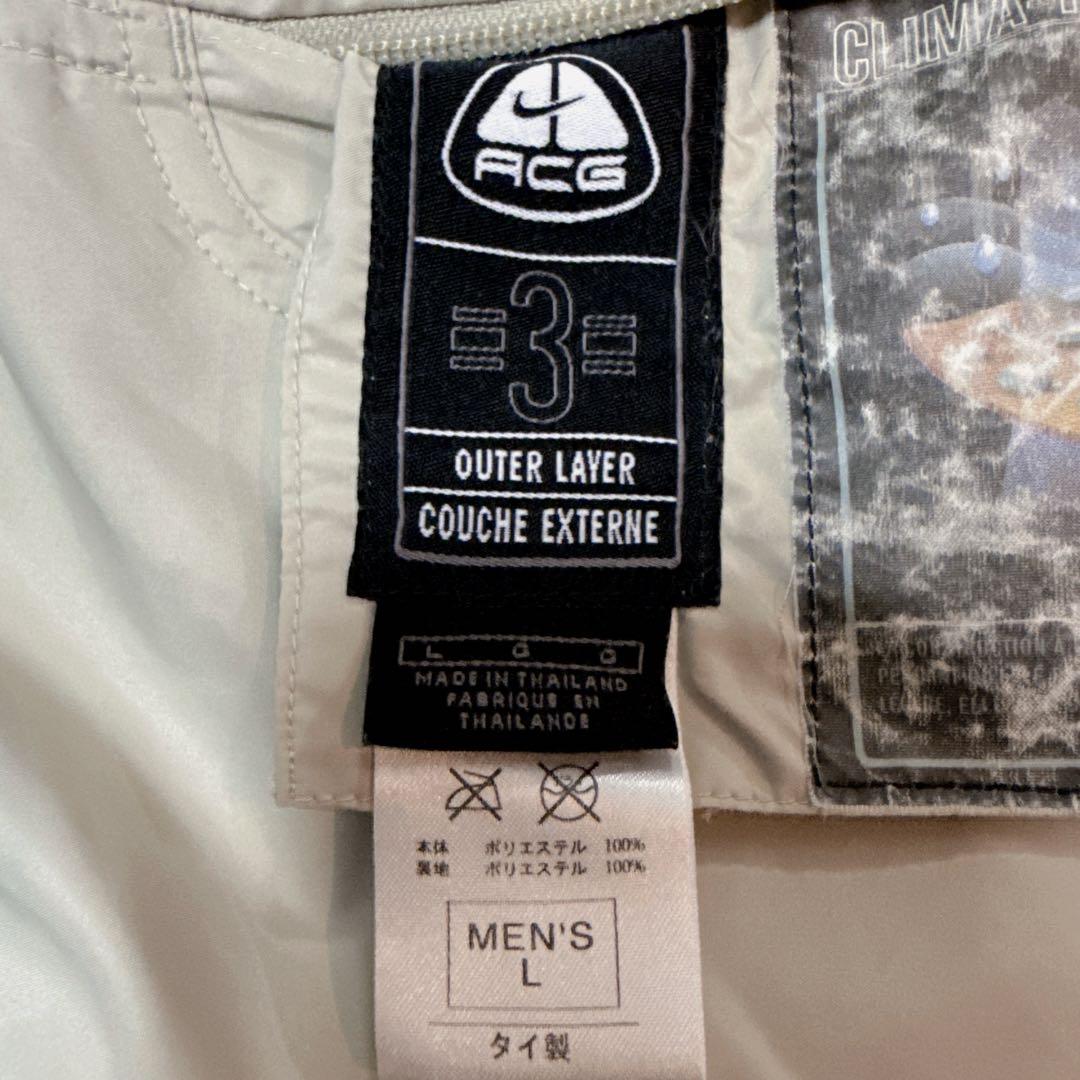 ACG
3
OUTER LAYER
COUCHE EXTERNE
L G G
MADE IN THAILAND
FABRIQUE EN
THAILANDE
本体 ポリエステル 100%
裏地 ポリエステル 100%
MEN'S
L
タイ製